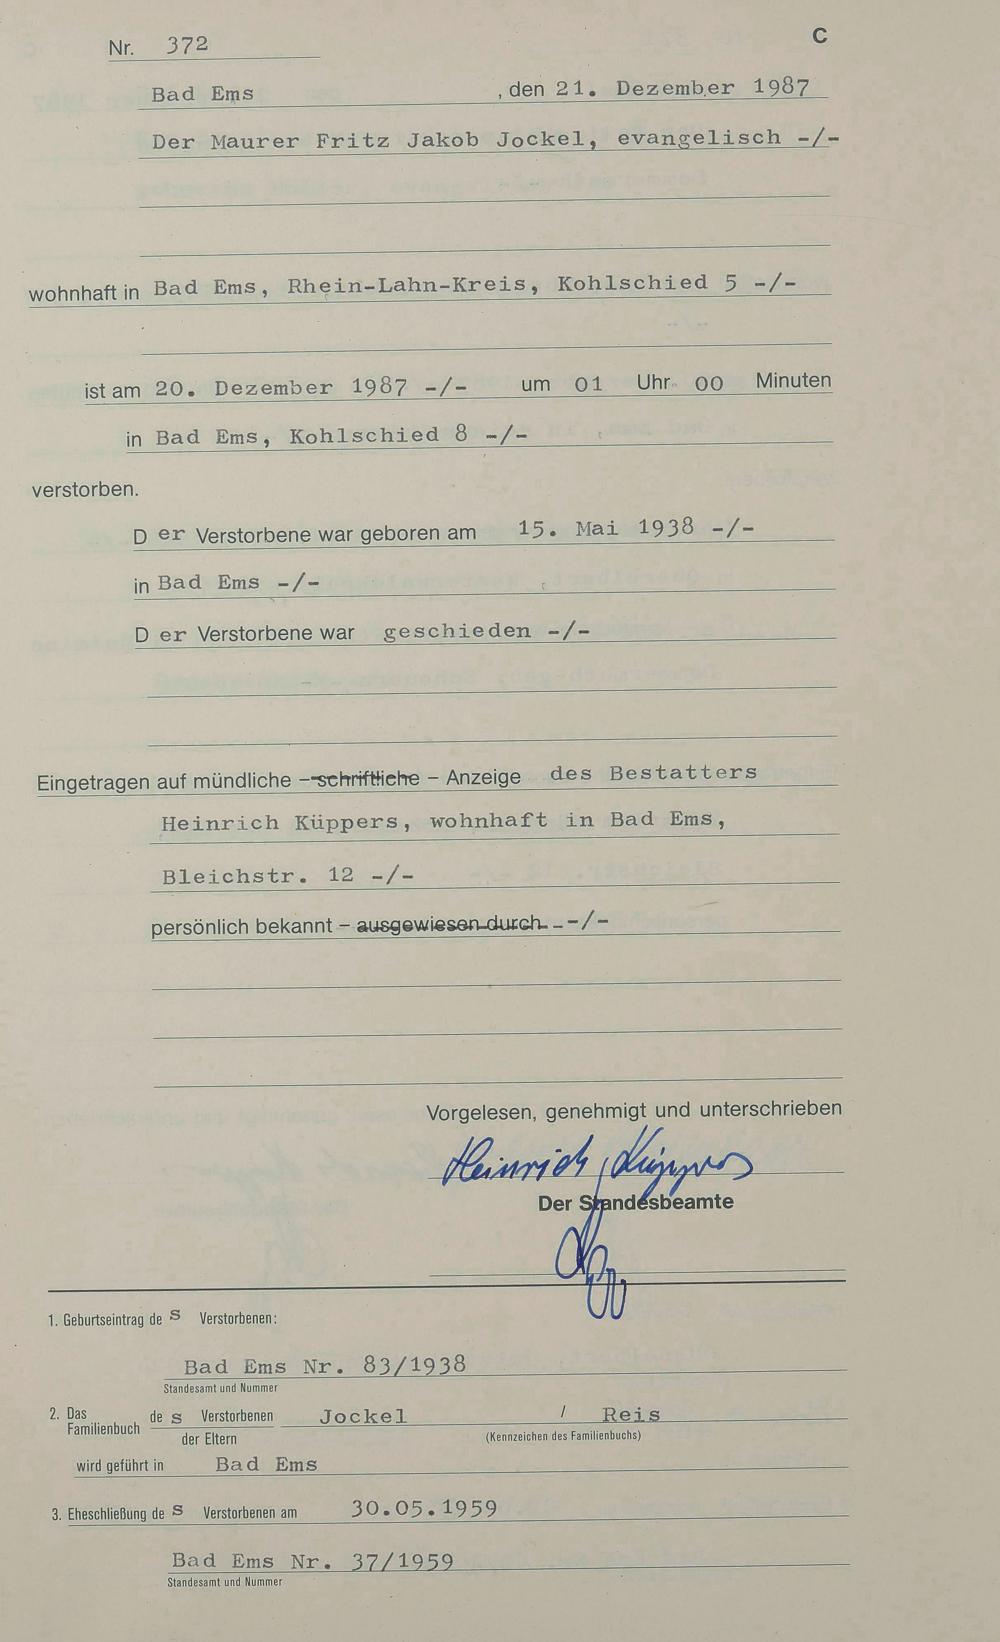 Nr. 372 C
Bad Ems , den 21. Dezember 1987
Der Maurer Fritz Jakob Jockel, evangelisch -/-
wohnhaft in Bad Ems, Rhein-Lahn-Kreis, Kohlschied 5 -/-
ist am 20. Dezember 1987 -/- um 01 Uhr 00 Minuten
in Bad Ems, Kohlschied 8 -/-
verstorben.
D er Verstorbene war geboren am 15. Mai 1938 -/-
in Bad Ems -/-
D er Verstorbene war geschieden -/-
Eingetragen auf mündliche – schriftliche – Anzeige des Bestatters
Heinrich Küppers, wohnhaft in Bad Ems,
Bleichstr. 12 -/-
persönlich bekannt – ausgewiesen durch -/-
Vorgelesen, genehmigt und unterschrieben
Heinrich Küppers
Der Standesbeamte
1. Geburtseintrag de s Verstorbenen:
Bad Ems Nr. 83/1938
Standesamt und Nummer
2. Das Familienbuch de s Verstorbenen Jockel / Reis
der Eltern (Kennzeichen des Familienbuchs)
wird geführt in Bad Ems
3. Eheschließung de s Verstorbenen am 30.05.1959
Bad Ems Nr. 37/1959
Standesamt und Nummer